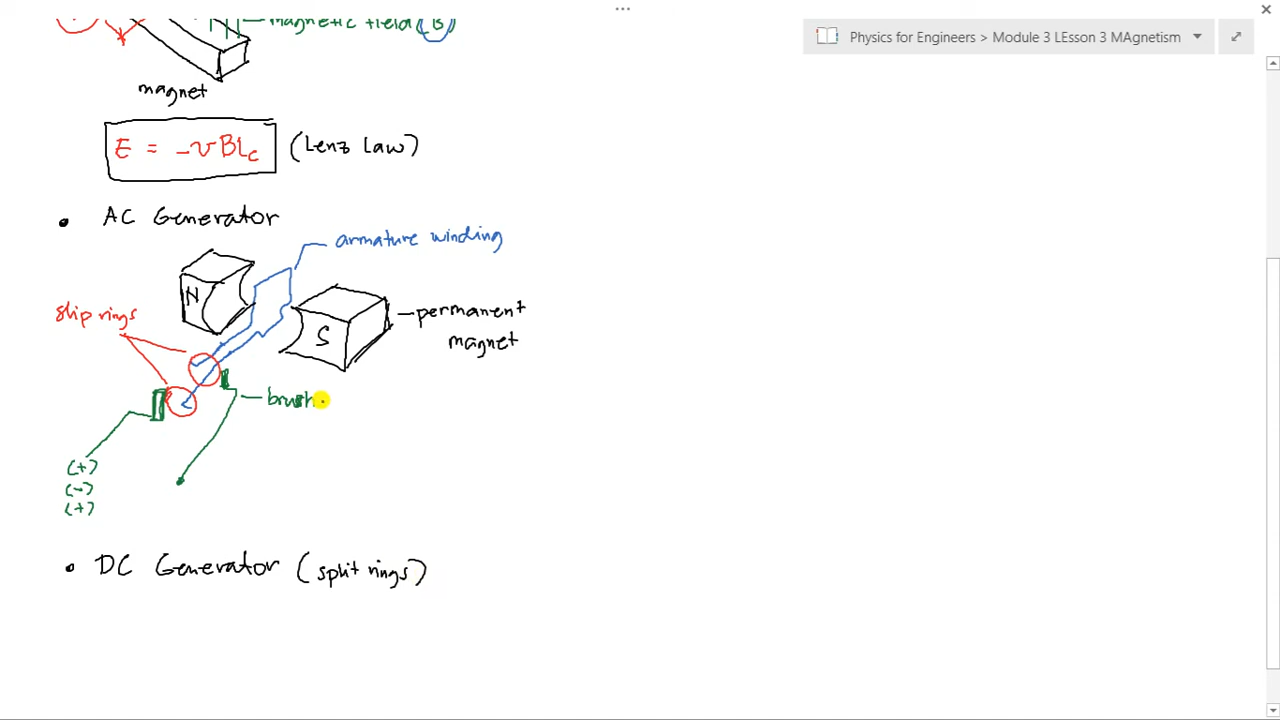 ...
Physics for Engineers > Module 3 LEsson 3 MAgnetism
magnetic field (B)
magnet
E = -vBLc (Lenz Law)
• AC Generator
armature winding
N
slip rings
permanent
magnet
S
brush
(+)
(-)
(+)
• DC Generator (split rings)